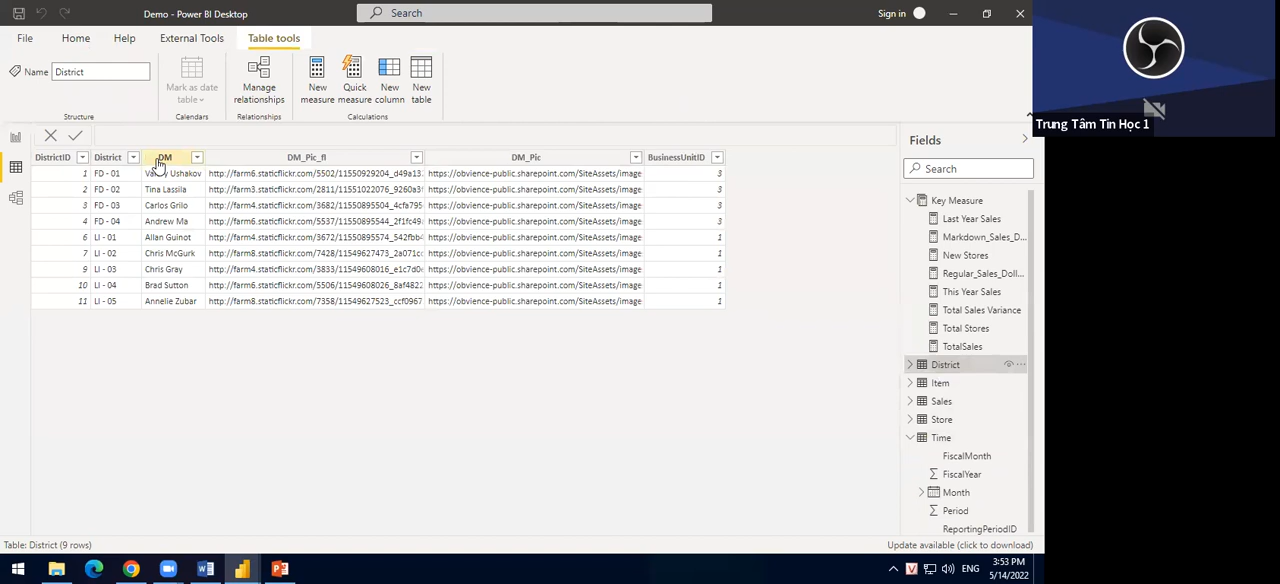 Demo - Power BI Desktop
Search
Sign in
File
Home
Help
External Tools
Table tools
Name
District
Mark as date
table
New
measure
Quick
measure
New
column
New
table
Manage
relationships
Structure
Calendars
Relationships
Calculations
Trung Tâm Tin Học 1
DistrictID District DM DM_Pic_fl DM_Pic BusinessUnitID
1 FD - 01 Ushakov http://farm6.staticflickr.com/5502/11550929204_d49a13 https://obvience-public.sharepoint.com/SiteAssets/image 3
2 FD - 02 Tina Lassila http://farm3.staticflickr.com/2811/11551022076_9260a3 https://obvience-public.sharepoint.com/SiteAssets/image 3
3 FD - 03 Carlos Grilo http://farm4.staticflickr.com/3682/11550895504_4cfa795 https://obvience-public.sharepoint.com/SiteAssets/image 3
4 FD - 04 Andrew Ma http://farm6.staticflickr.com/5537/11550895544_2f1fc49 https://obvience-public.sharepoint.com/SiteAssets/image 3
6 LI - 01 Allan Guinot http://farm4.staticflickr.com/3672/11550895574_542fbb https://obvience-public.sharepoint.com/SiteAssets/image 1
7 LI - 02 Chris McGurk http://farm8.staticflickr.com/7428/11549627473_2a071c https://obvience-public.sharepoint.com/SiteAssets/image 1
9 LI - 03 Chris Gray http://farm4.staticflickr.com/3833/11549608016_e1c7d0 https://obvience-public.sharepoint.com/SiteAssets/image 1
10 LI - 04 Brad Sutton http://farm6.staticflickr.com/5506/11549608026_8af4822 https://obvience-public.sharepoint.com/SiteAssets/image 1
11 LI - 05 Annelie Zubar http://farm8.staticflickr.com/7358/11549627523_ccf0967 https://obvience-public.sharepoint.com/SiteAssets/image 1
Fields
Search
Key Measure
Last Year Sales
Markdown_Sales_D...
New Stores
Regular_Sales_Doll...
This Year Sales
Total Sales Variance
Total Stores
TotalSales
District
Item
Sales
Store
Time
FiscalMonth
FiscalYear
Month
Period
ReportingPeriodID
Table: District (9 rows)
Update available (click to download)
ENG
3:53 PM
5/14/2022